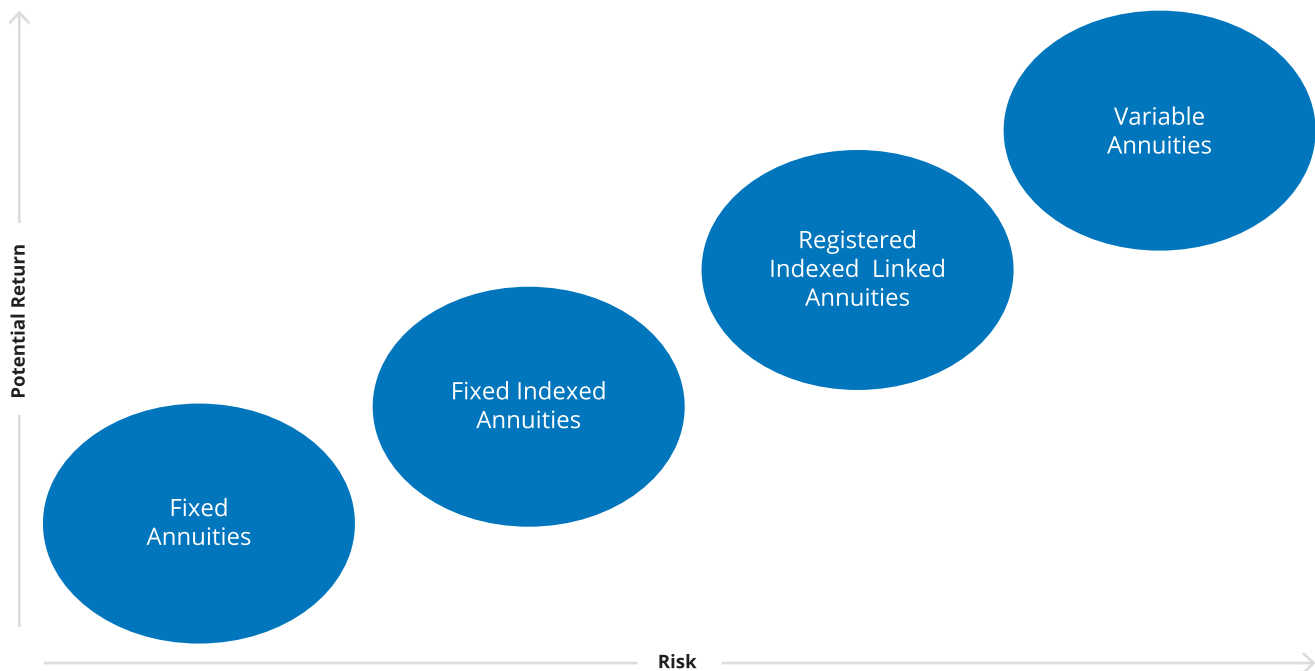 Variable
Annuities
Registered
Indexed  Linked
Annuities
Potential Return
Fixed Indexed
Annuities
Fixed
Annuities
Risk